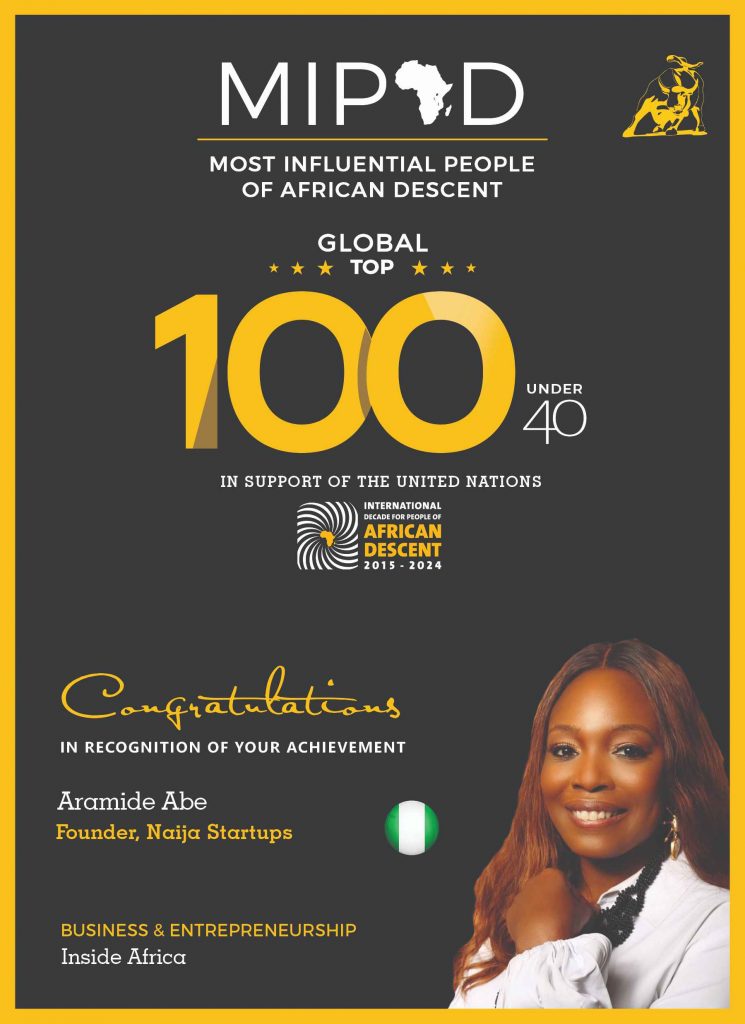 MIPAD
MOST INFLUENTIAL PEOPLE
OF AFRICAN DESCENT
GLOBAL
TOP
100
UNDER
40
IN SUPPORT OF THE UNITED NATIONS
INTERNATIONAL
DECADE FOR PEOPLE OF
AFRICAN
DESCENT
2015 - 2024
Congratulations
IN RECOGNITION OF YOUR ACHIEVEMENT
Aramide Abe
Founder, Naija Startups
BUSINESS & ENTREPRENEURSHIP
Inside Africa